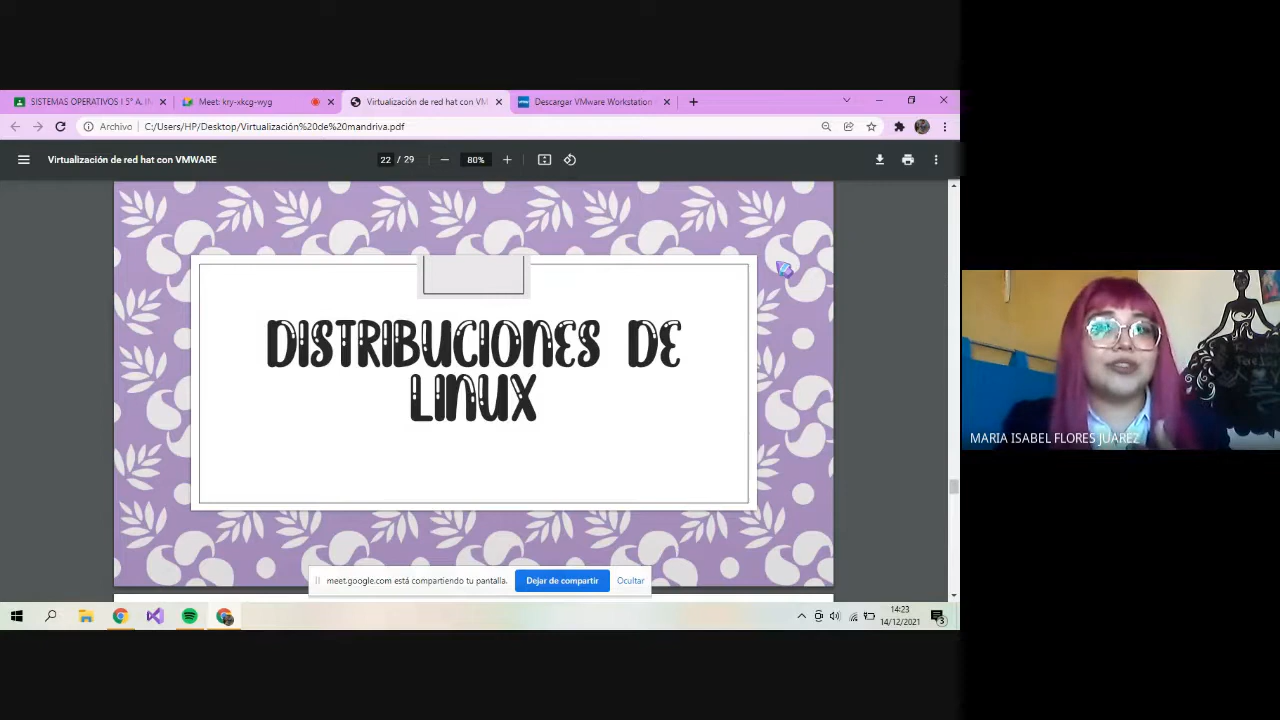 SISTEMAS OPERATIVOS I 5° A. IN
Meet: kry-xkcg-wyg
Virtualización de red hat con VM
Descargar VMware Workstation
Archivo
C:/Users/HP/Desktop/Virtualización%20de%20mandriva.pdf
Virtualización de red hat con VMWARE
22 / 29
80%
DISTRIBUCIONES DE
LINUX
MARIA ISABEL FLORES JUAREZ
meet.google.com está compartiendo tu pantalla.
Dejar de compartir
Ocultar
14:23
14/12/2021
3